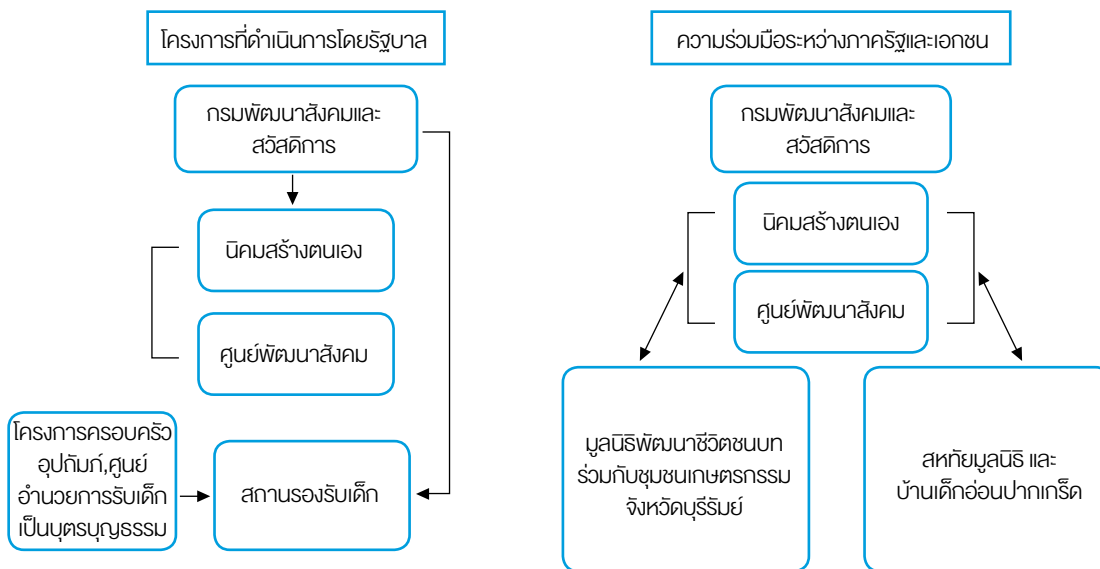 โครงการที่ดำเนินการโดยรัฐบาล
กรมพัฒนาสังคมและ
สวัสดิการ
นิคมสร้างตนเอง
ศูนย์พัฒนาสังคม
โครงการครอบครัว
อุปถัมภ์,ศูนย์
อำนวยการรับเด็ก
เป็นบุตรบุญธรรม
สถานรองรับเด็ก
ความร่วมมือระหว่างภาครัฐและเอกชน
กรมพัฒนาสังคมและ
สวัสดิการ
นิคมสร้างตนเอง
ศูนย์พัฒนาสังคม
มูลนิธิพัฒนาชีวิตชนบท
ร่วมกับชุมชนเกษตรกรรม
จังหวัดบุรีรัมย์
สหทัยมูลนิธิ และ
บ้านเด็กอ่อนปากเกร็ด